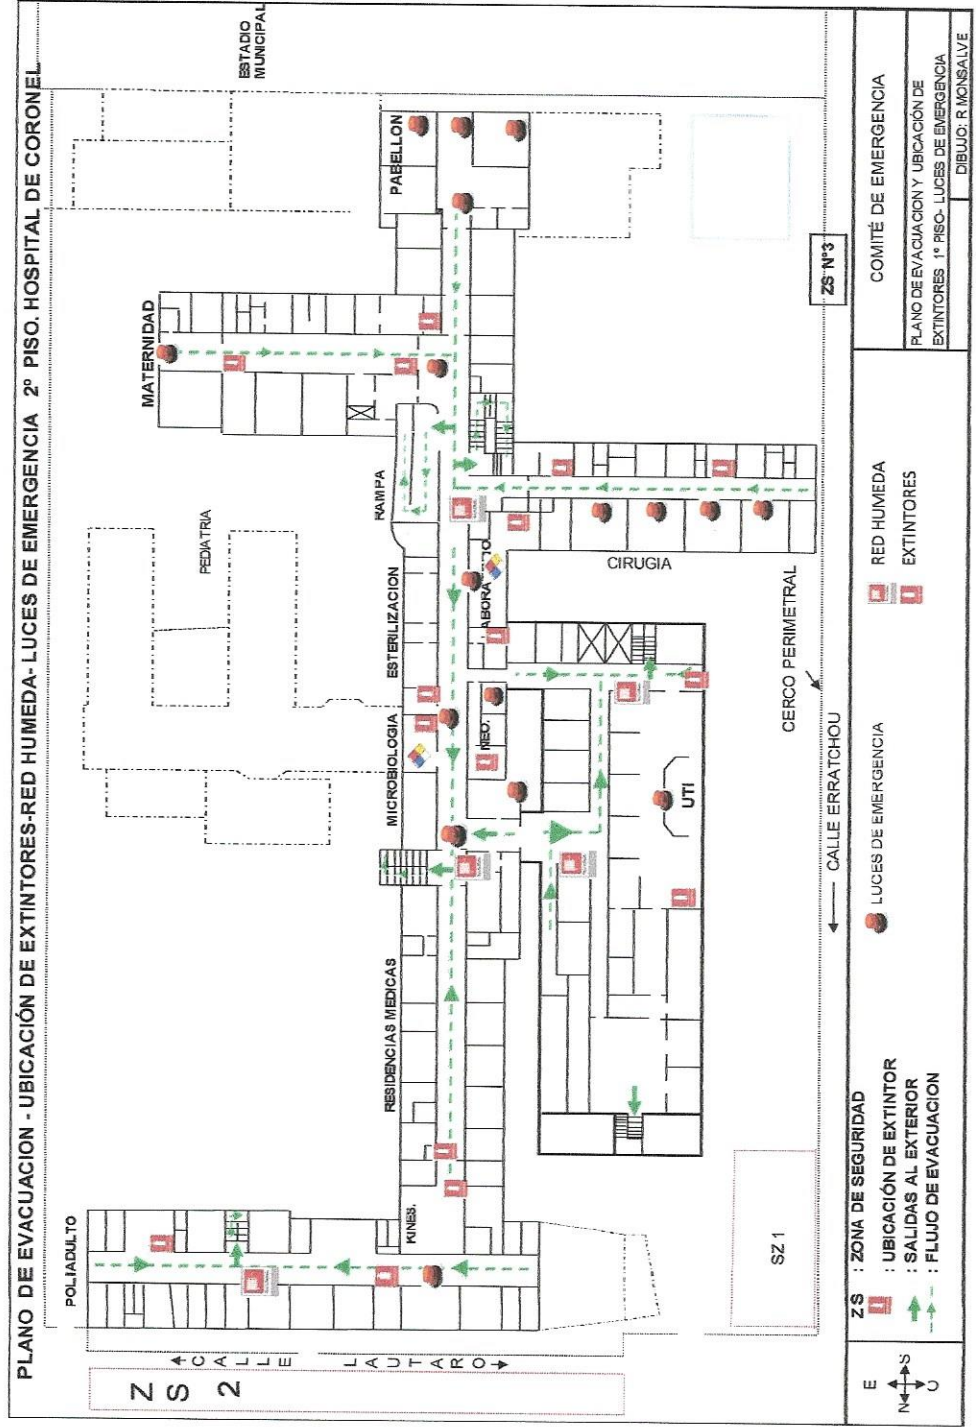 PLANO DE EVACUACION - UBICACIÓN DE EXTINTORES-RED HUMEDA- LUCES DE EMERGENCIA 2º PISO. HOSPITAL DE CORONEL
ESTADIO
MUNICIPAL
POLIADULTO
MATERNIDAD
PEDIATRIA
PABELLON
RAMPA
ESTERILIZACION
MICROBIOLOGIA
RESIDENCIAS MEDICAS
KINES.
NEO.
CIRUGIA
UTI
ZS Nº3
CERCO PERIMETRAL
CALLE ERRATCHOU
SZ 1
CALLE LAUTARO
ZS 2
E
N S
O
ZS : ZONA DE SEGURIDAD
: UBICACIÓN DE EXTINTOR
: SALIDAS AL EXTERIOR
: FLUJO DE EVACUACION
LUCES DE EMERGENCIA
RED HUMEDA
EXTINTORES
COMITÉ DE EMERGENCIA
PLANO DE EVACUACION Y UBICACIÓN DE
EXTINTORES 1º PISO- LUCES DE EMERGENCIA
DIBUJO: R MONSALVE